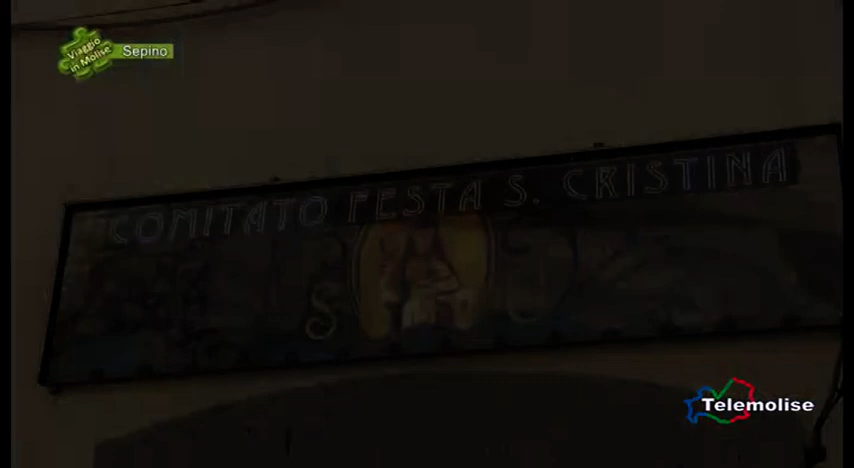 Viaggio
in Molise
Sepino
COMITATO FESTA S. CRISTINA
Telemolise